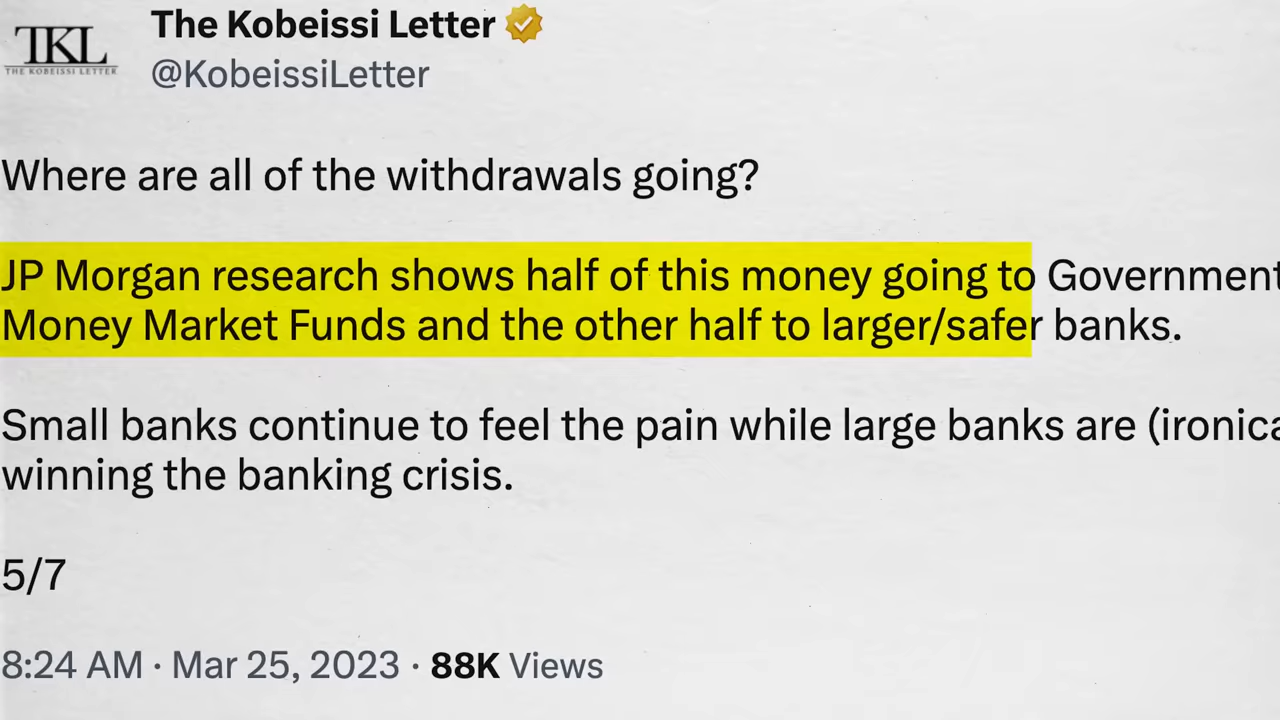 TKL
THE KOBEISSI LETTER
The Kobeissi Letter
@KobeissiLetter
Where are all of the withdrawals going?
JP Morgan research shows half of this money going to Government
Money Market Funds and the other half to larger/safer banks.
Small banks continue to feel the pain while large banks are (ironica
winning the banking crisis.
5/7
8:24 AM · Mar 25, 2023 · 88K Views